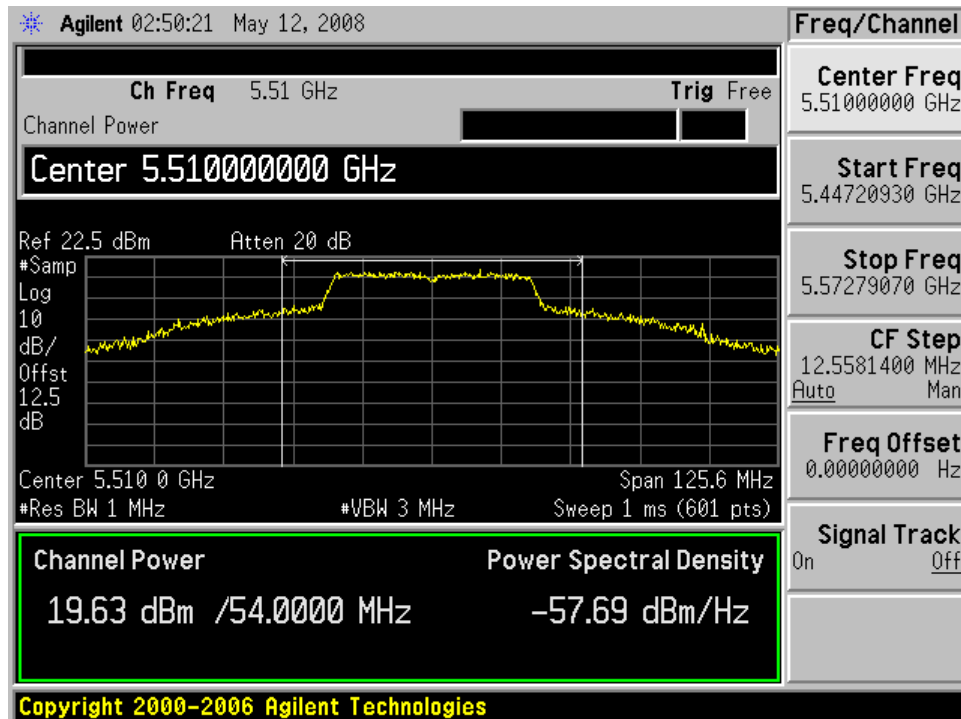 Agilent 02:50:21 May 12, 2008
Freq/Channel
Ch Freq 5.51 GHz Trig Free
Channel Power
Center 5.510000000 GHz
Ref 22.5 dBm Atten 20 dB
#Samp
Log
10
dB/
Offst
12.5
dB
Center 5.510 0 GHz Span 125.6 MHz
#Res BW 1 MHz #VBW 3 MHz Sweep 1 ms (601 pts)
Channel Power Power Spectral Density
19.63 dBm /54.0000 MHz -57.69 dBm/Hz
Center Freq
5.51000000 GHz
Start Freq
5.44720930 GHz
Stop Freq
5.57279070 GHz
CF Step
12.5581400 MHz
Auto Man
Freq Offset
0.00000000 Hz
Signal Track
On Off
Copyright 2000-2006 Agilent Technologies